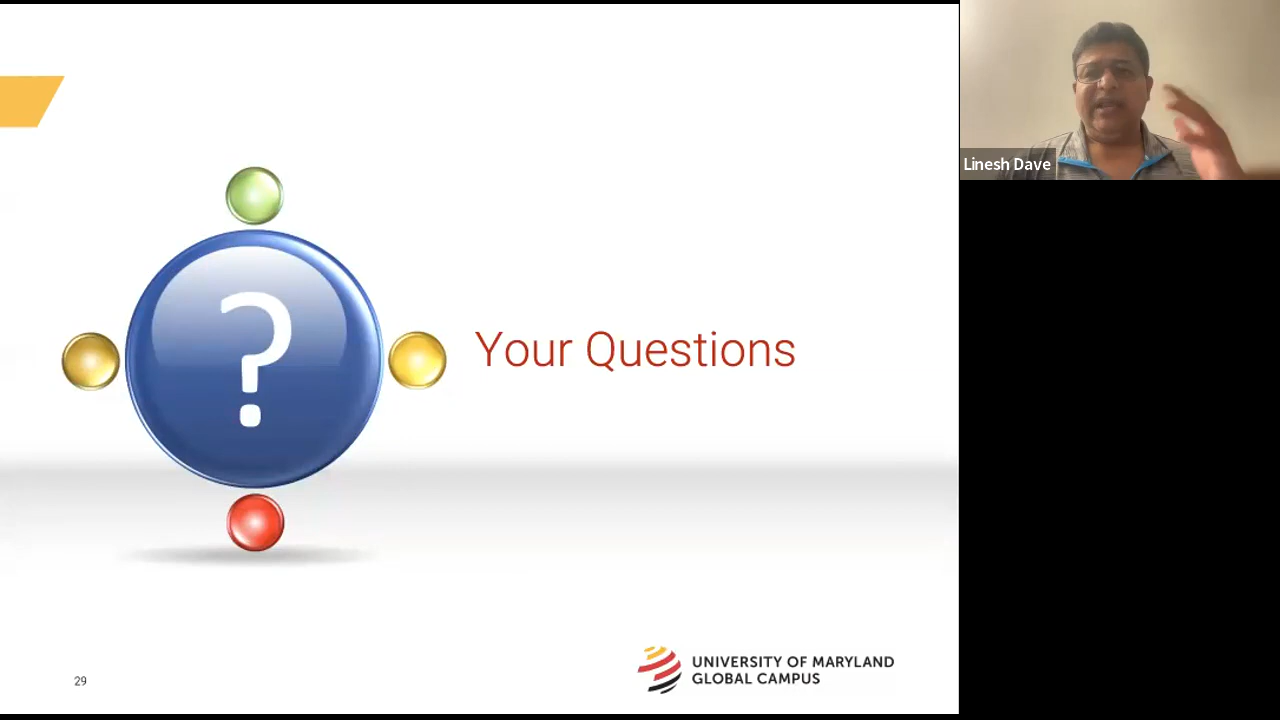 ?
Your Questions
29
UNIVERSITY OF MARYLAND
GLOBAL CAMPUS
Linesh Dave